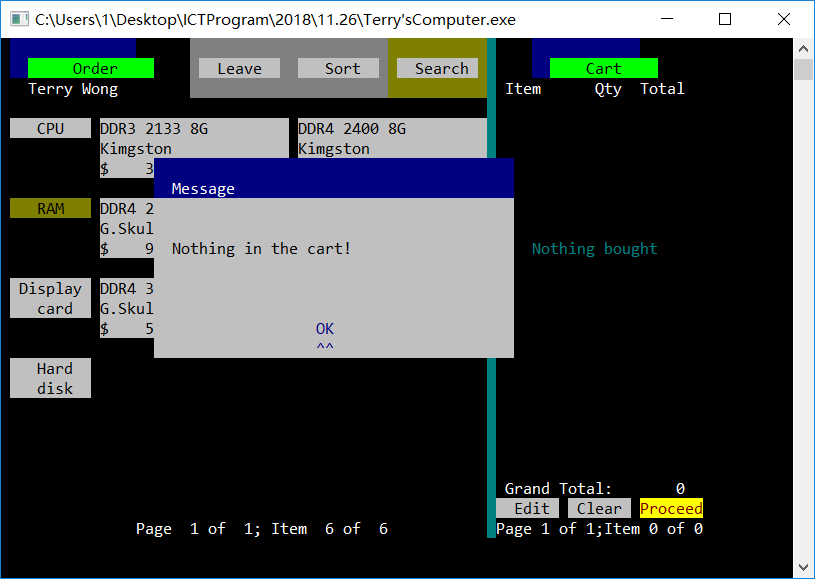 C:\Users\1\Desktop\ICTProgram\2018\11.26\Terry'sComputer.exe
Order Leave Sort Search Cart
Terry Wong Item Qty Total
CPU DDR3 2133 8G DDR4 2400 8G
Kimgston Kimgston
$ 3
Message
RAM DDR4 2
G.Skul
$ 9 Nothing in the cart! Nothing bought
Display DDR4 3
card G.Skul
$ 5 OK
^^
Hard
disk
Grand Total: 0
Edit Clear Proceed
Page 1 of 1; Item 6 of 6 Page 1 of 1;Item 0 of 0